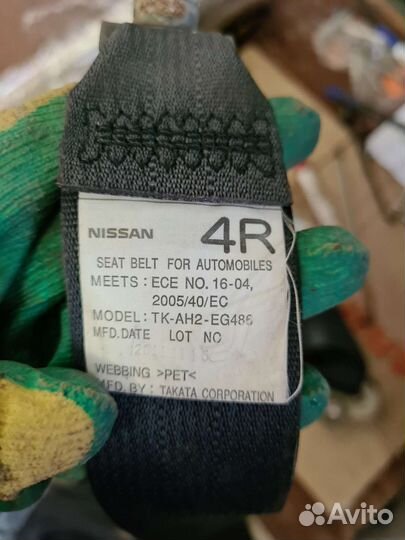 NISSAN 4R
SEAT BELT FOR AUTOMOBILES
MEETS: ECE NO. 16-04,
2005/40/EC
MODEL: TK-AH2-EG486
MFD.DATE LOT NO
WEBBING >PET<
MFD BY: TAKATA CORPORATION
Avito